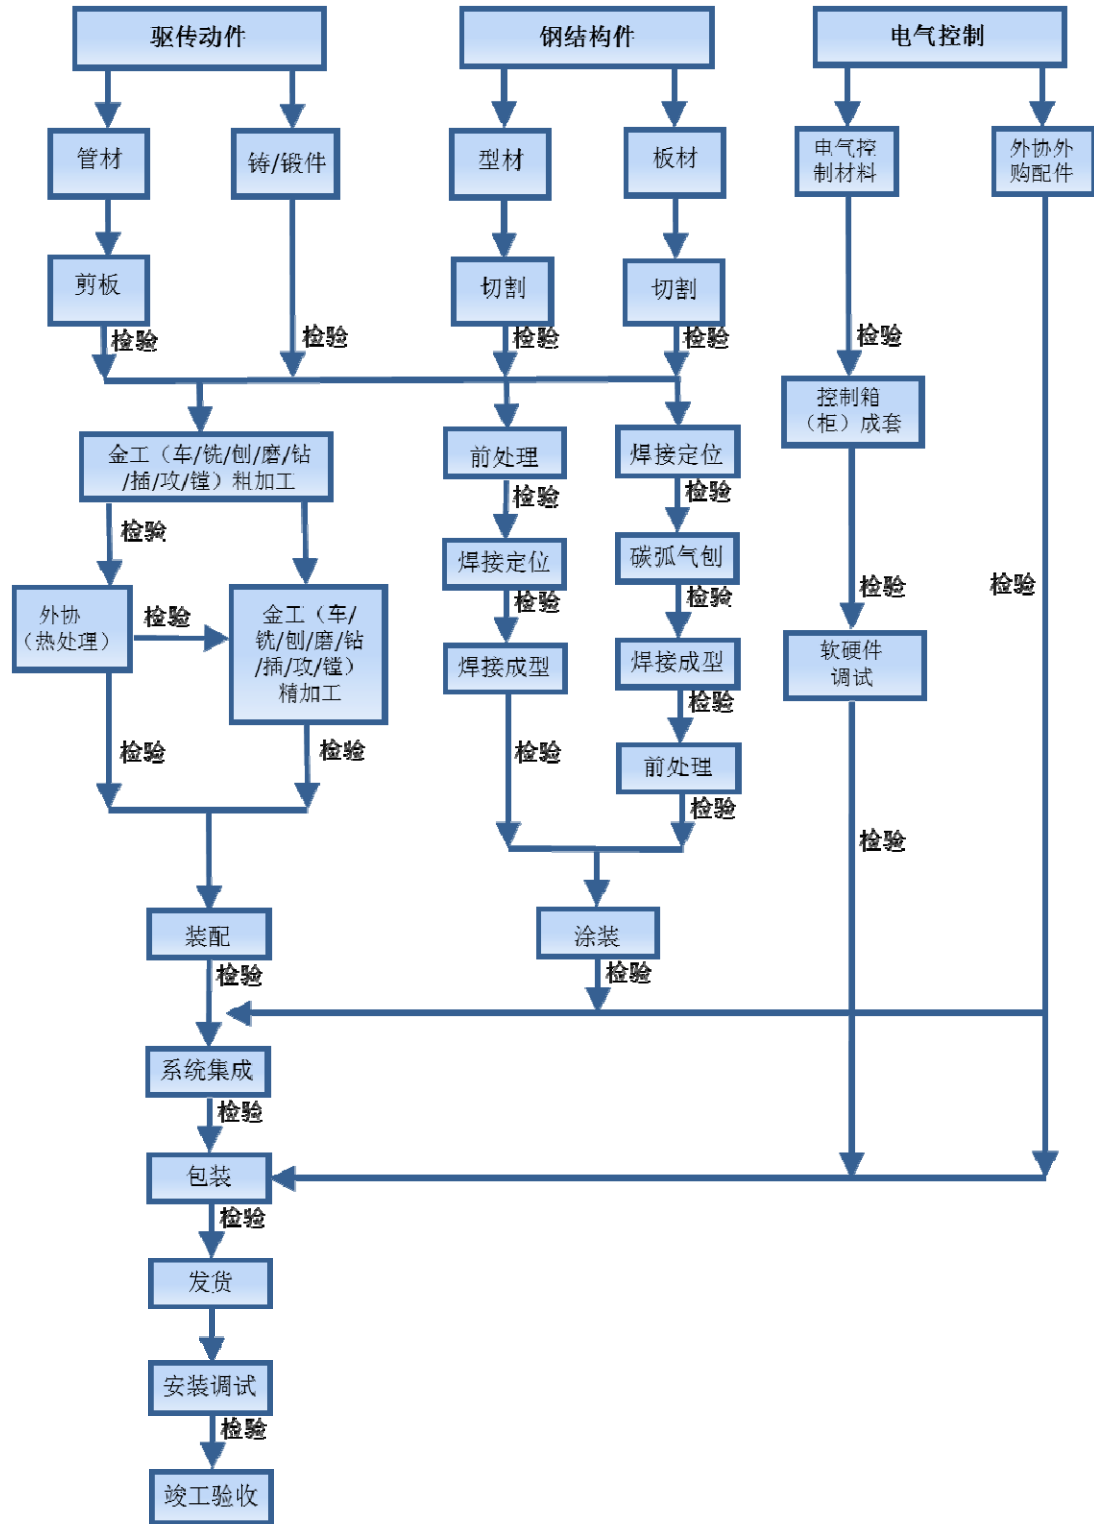 驱传动件
钢结构件
电气控制
管材
铸/锻件
型材
板材
电气控
制材料
外协外
购配件
剪板
切割
切割
检验
检验
检验
检验
检验
控制箱
（柜）成套
金工（车/铣/刨/磨/钻
/插/攻/镗）粗加工
前处理
焊接定位
检验
检验
检验
焊接定位
碳弧气刨
检验
检验
检验
检验
外协
（热处理）
检验
金工（车/
铣/刨/磨/钻
/插/攻/镗）
精加工
焊接成型
焊接成型
软硬件
调试
检验
检验
检验
检验
前处理
检验
检验
装配
涂装
检验
检验
系统集成
检验
包装
检验
发货
安装调试
检验
竣工验收